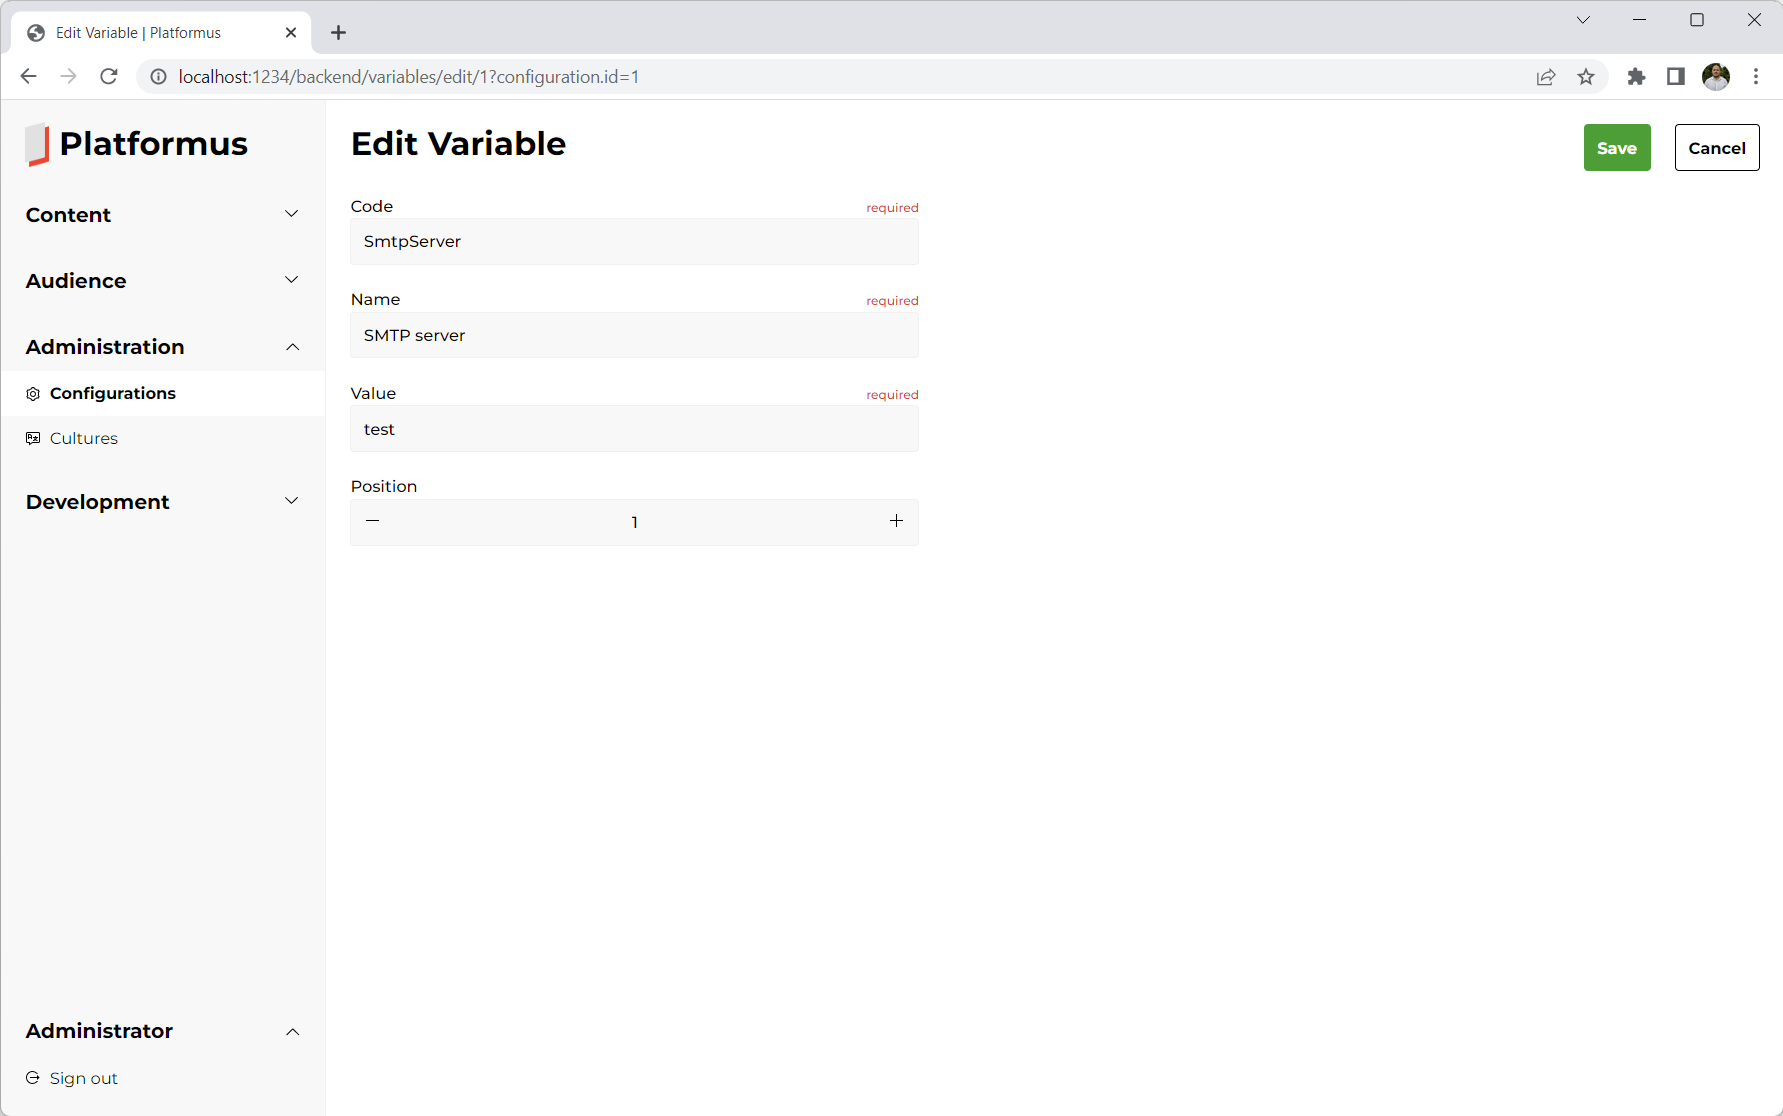 Edit Variable | Platformus
localhost:1234/backend/variables/edit/1?configuration.id=1
Platformus
Content
Audience
Administration
Configurations
Cultures
Development
Administrator
Sign out
Edit Variable
Save
Cancel
Code required
SmtpServer
Name required
SMTP server
Value required
test
Position
1